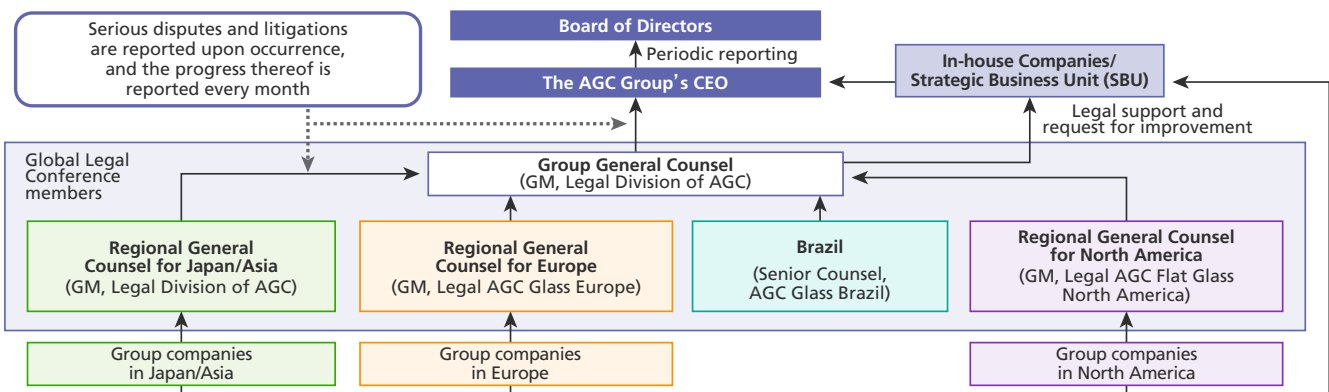 Serious disputes and litigations
are reported upon occurrence,
and the progress thereof is
reported every month
Board of Directors
Periodic reporting
The AGC Group's CEO
In-house Companies/
Strategic Business Unit (SBU)
Legal support and
request for improvement
Global Legal
Conference
members
Group General Counsel
(GM, Legal Division of AGC)
Regional General
Counsel for Japan/Asia
(GM, Legal Division of AGC)
Regional General
Counsel for Europe
(GM, Legal AGC Glass Europe)
Brazil
(Senior Counsel,
AGC Glass Brazil)
Regional General Counsel
for North America
(GM, Legal AGC Flat Glass
North America)
Group companies
in Japan/Asia
Group companies
in Europe
Group companies
in North America